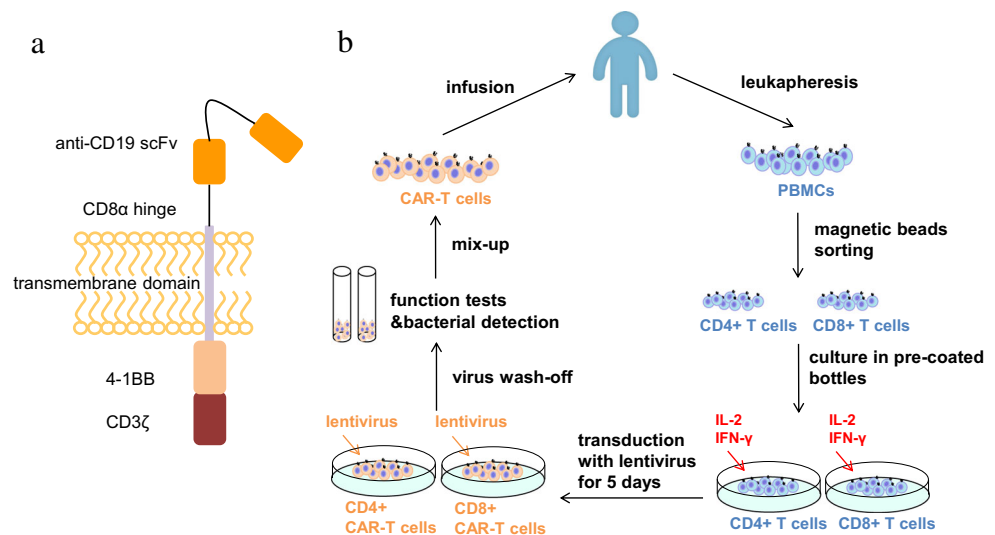 a
anti-CD19 scFv
CD8α hinge
transmembrane domain
4-1BB
CD3ζ
b
infusion
leukapheresis
CAR-T cells
PBMCs
mix-up
magnetic beads
sorting
function tests
&bacterial detection
CD4+ T cells
CD8+ T cells
virus wash-off
culture in pre-coated
bottles
lentivirus
lentivirus
transduction
with lentivirus
for 5 days
IL-2
IFN-γ
IL-2
IFN-γ
CD4+
CAR-T cells
CD8+
CAR-T cells
CD4+ T cells
CD8+ T cells